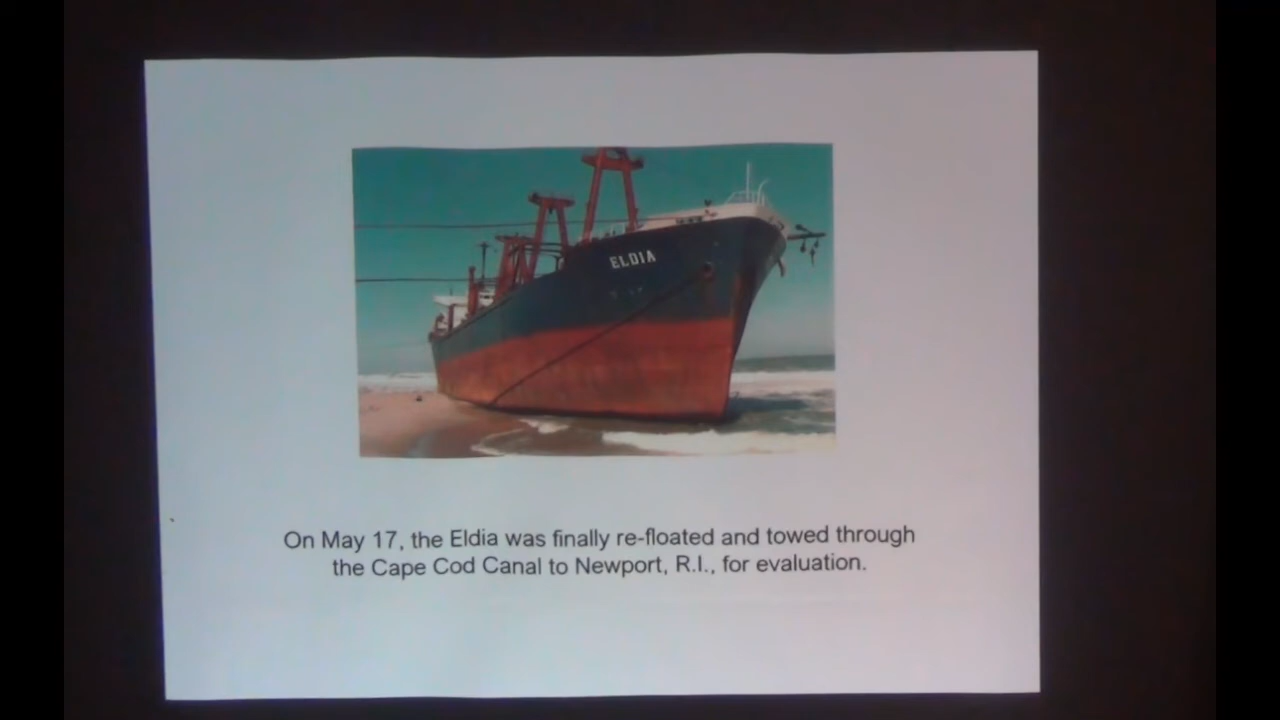 ELDIA
On May 17, the Eldia was finally re-floated and towed through
the Cape Cod Canal to Newport, R.I., for evaluation.